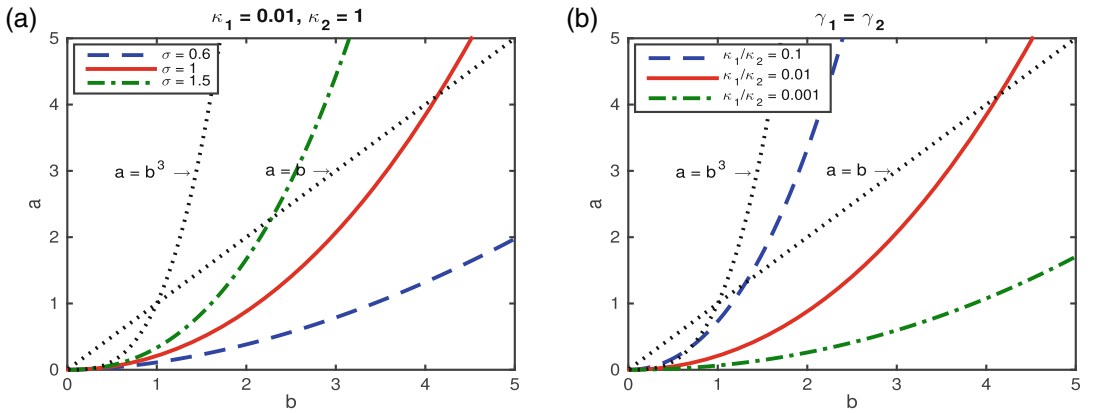 (a)
κ1 = 0.01, κ2 = 1
σ = 0.6
σ = 1
σ = 1.5
a = b³ →
a = b →
a
5
4
3
2
1
0
0 1 2 3 4 5
b
(b)
γ1 = γ2
κ1/κ2 = 0.1
κ1/κ2 = 0.01
κ1/κ2 = 0.001
a = b³ →
a = b →
a
5
4
3
2
1
0
0 1 2 3 4 5
b